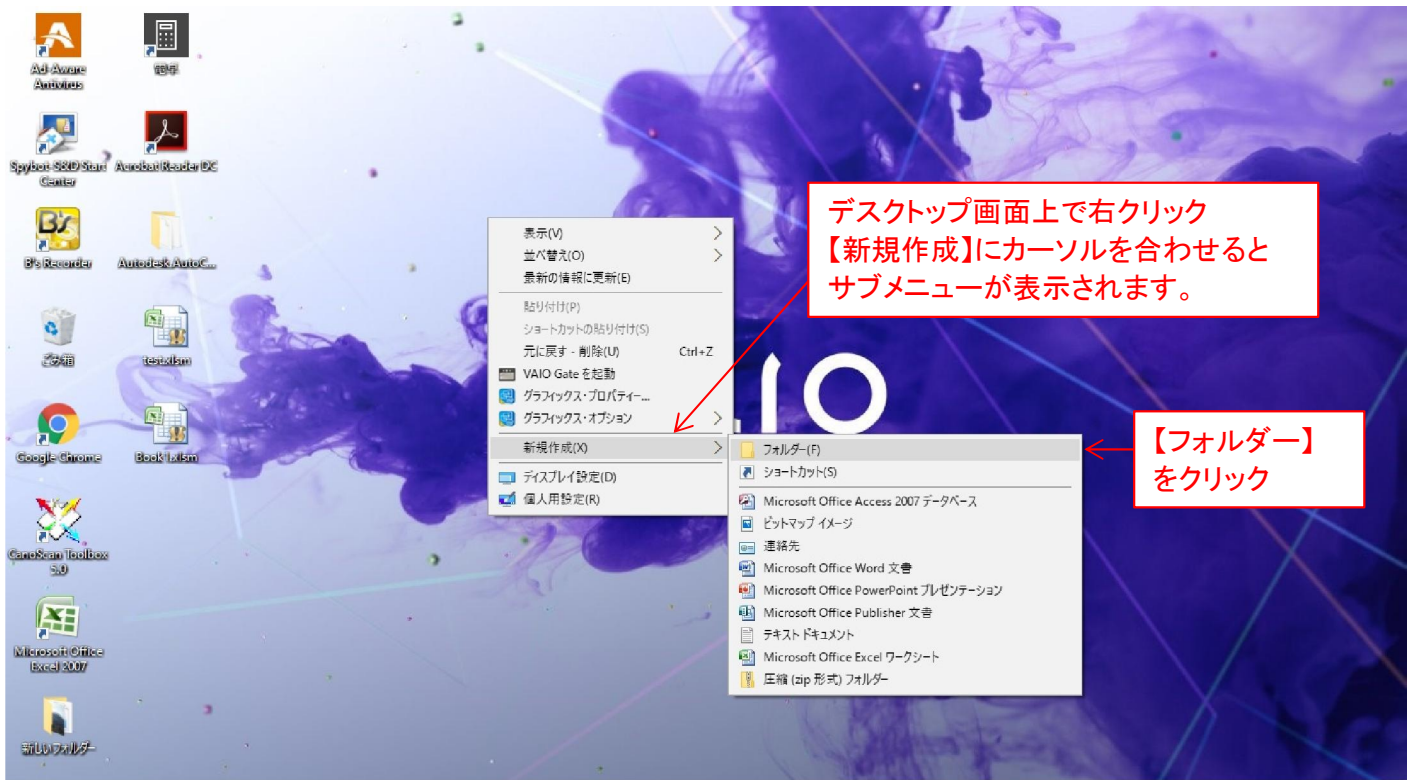 Ad-Aware
Antivirus
電卓
Spybot-S&D Start
Center
Acrobat Reader DC
B's Recorder
Autodesk AutoC...
ごみ箱
test.xlsm
Google Chrome
Book1.xlsm
CanoScan Toolbox
5.0
Microsoft Office
Excel 2007
新しいフォルダー
表示(V)
並べ替え(O)
最新の情報に更新(E)
貼り付け(P)
ショートカットの貼り付け(S)
元に戻す - 削除(U) Ctrl+Z
VAIO Gate を起動
グラフィックス・プロパティー...
グラフィックス・オプション
新規作成(X)
ディスプレイ設定(D)
個人用設定(R)
フォルダー(F)
ショートカット(S)
Microsoft Office Access 2007 データベース
ビットマップ イメージ
連絡先
Microsoft Office Word 文書
Microsoft Office PowerPoint プレゼンテーション
Microsoft Office Publisher 文書
テキスト ドキュメント
Microsoft Office Excel ワークシート
圧縮 (zip 形式) フォルダー
デスクトップ画面上で右クリック
【新規作成】にカーソルを合わせると
サブメニューが表示されます。
【フォルダー】
をクリック